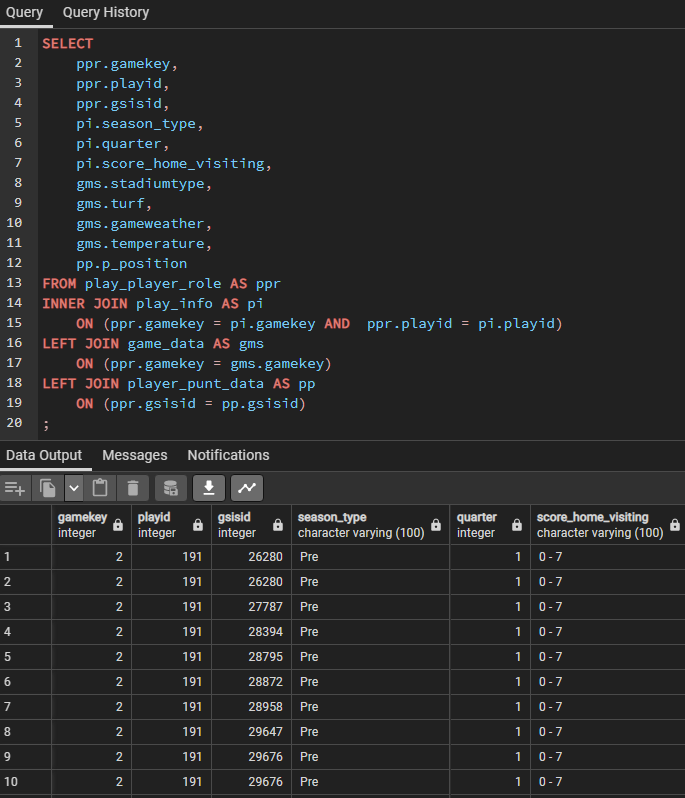 Query Query History
1 SELECT
2 ppr.gamekey,
3 ppr.playid,
4 ppr.gsisid,
5 pi.season_type,
6 pi.quarter,
7 pi.score_home_visiting,
8 gms.stadiumtype,
9 gms.turf,
10 gms.gameweather,
11 gms.temperature,
12 pp.p_position
13 FROM play_player_role AS ppr
14 INNER JOIN play_info AS pi
15 ON (ppr.gamekey = pi.gamekey AND  ppr.playid = pi.playid)
16 LEFT JOIN game_data AS gms
17 ON (ppr.gamekey = gms.gamekey)
18 LEFT JOIN player_punt_data AS pp
19 ON (ppr.gsisid = pp.gsisid)
20 ;
Data Output Messages Notifications
gamekey playid gsisid season_type quarter score_home_visiting
integer integer integer character varying (100) integer character varying (100)
1 2 191 26280 Pre 1 0 - 7
2 2 191 26280 Pre 1 0 - 7
3 2 191 27787 Pre 1 0 - 7
4 2 191 28394 Pre 1 0 - 7
5 2 191 28795 Pre 1 0 - 7
6 2 191 28872 Pre 1 0 - 7
7 2 191 28958 Pre 1 0 - 7
8 2 191 29647 Pre 1 0 - 7
9 2 191 29676 Pre 1 0 - 7
10 2 191 29676 Pre 1 0 - 7